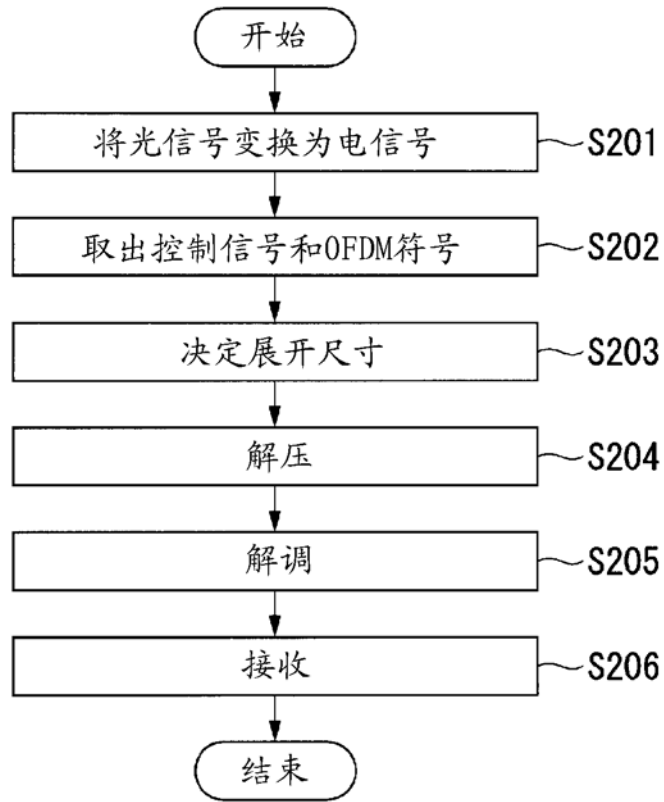 开始
将光信号变换为电信号 S201
取出控制信号和OFDM符号 S202
决定展开尺寸 S203
解压 S204
解调 S205
接收 S206
结束